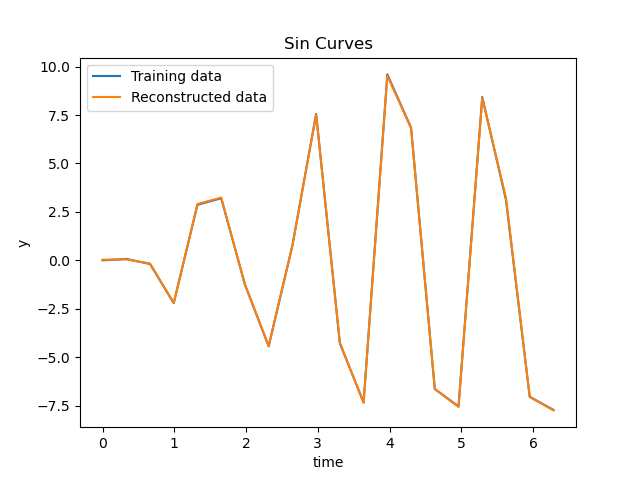 Sin Curves
Training data
Reconstructed data
10.0
7.5
5.0
2.5
0.0
−2.5
−5.0
−7.5
y
0 1 2 3 4 5 6
time